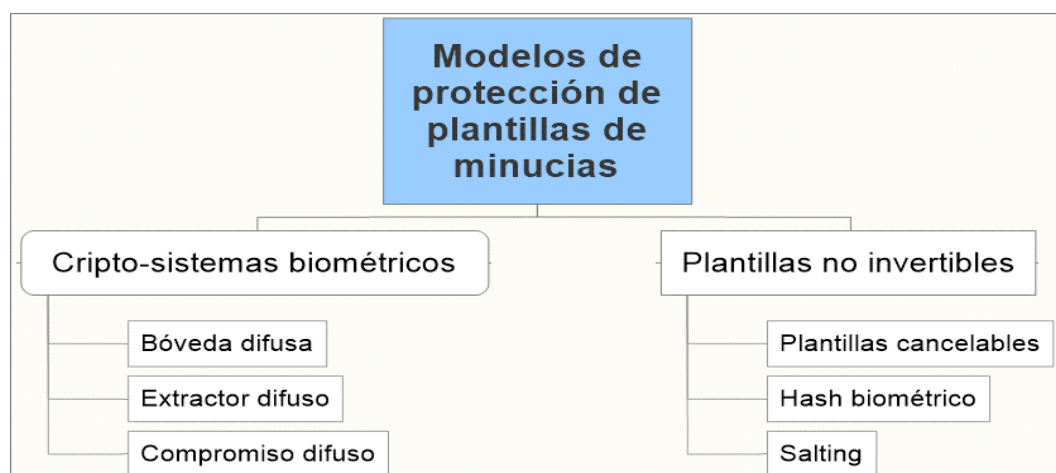 Modelos de
protección de
plantillas de
minucias
Cripto-sistemas biométricos
Bóveda difusa
Extractor difuso
Compromiso difuso
Plantillas no invertibles
Plantillas cancelables
Hash biométrico
Salting